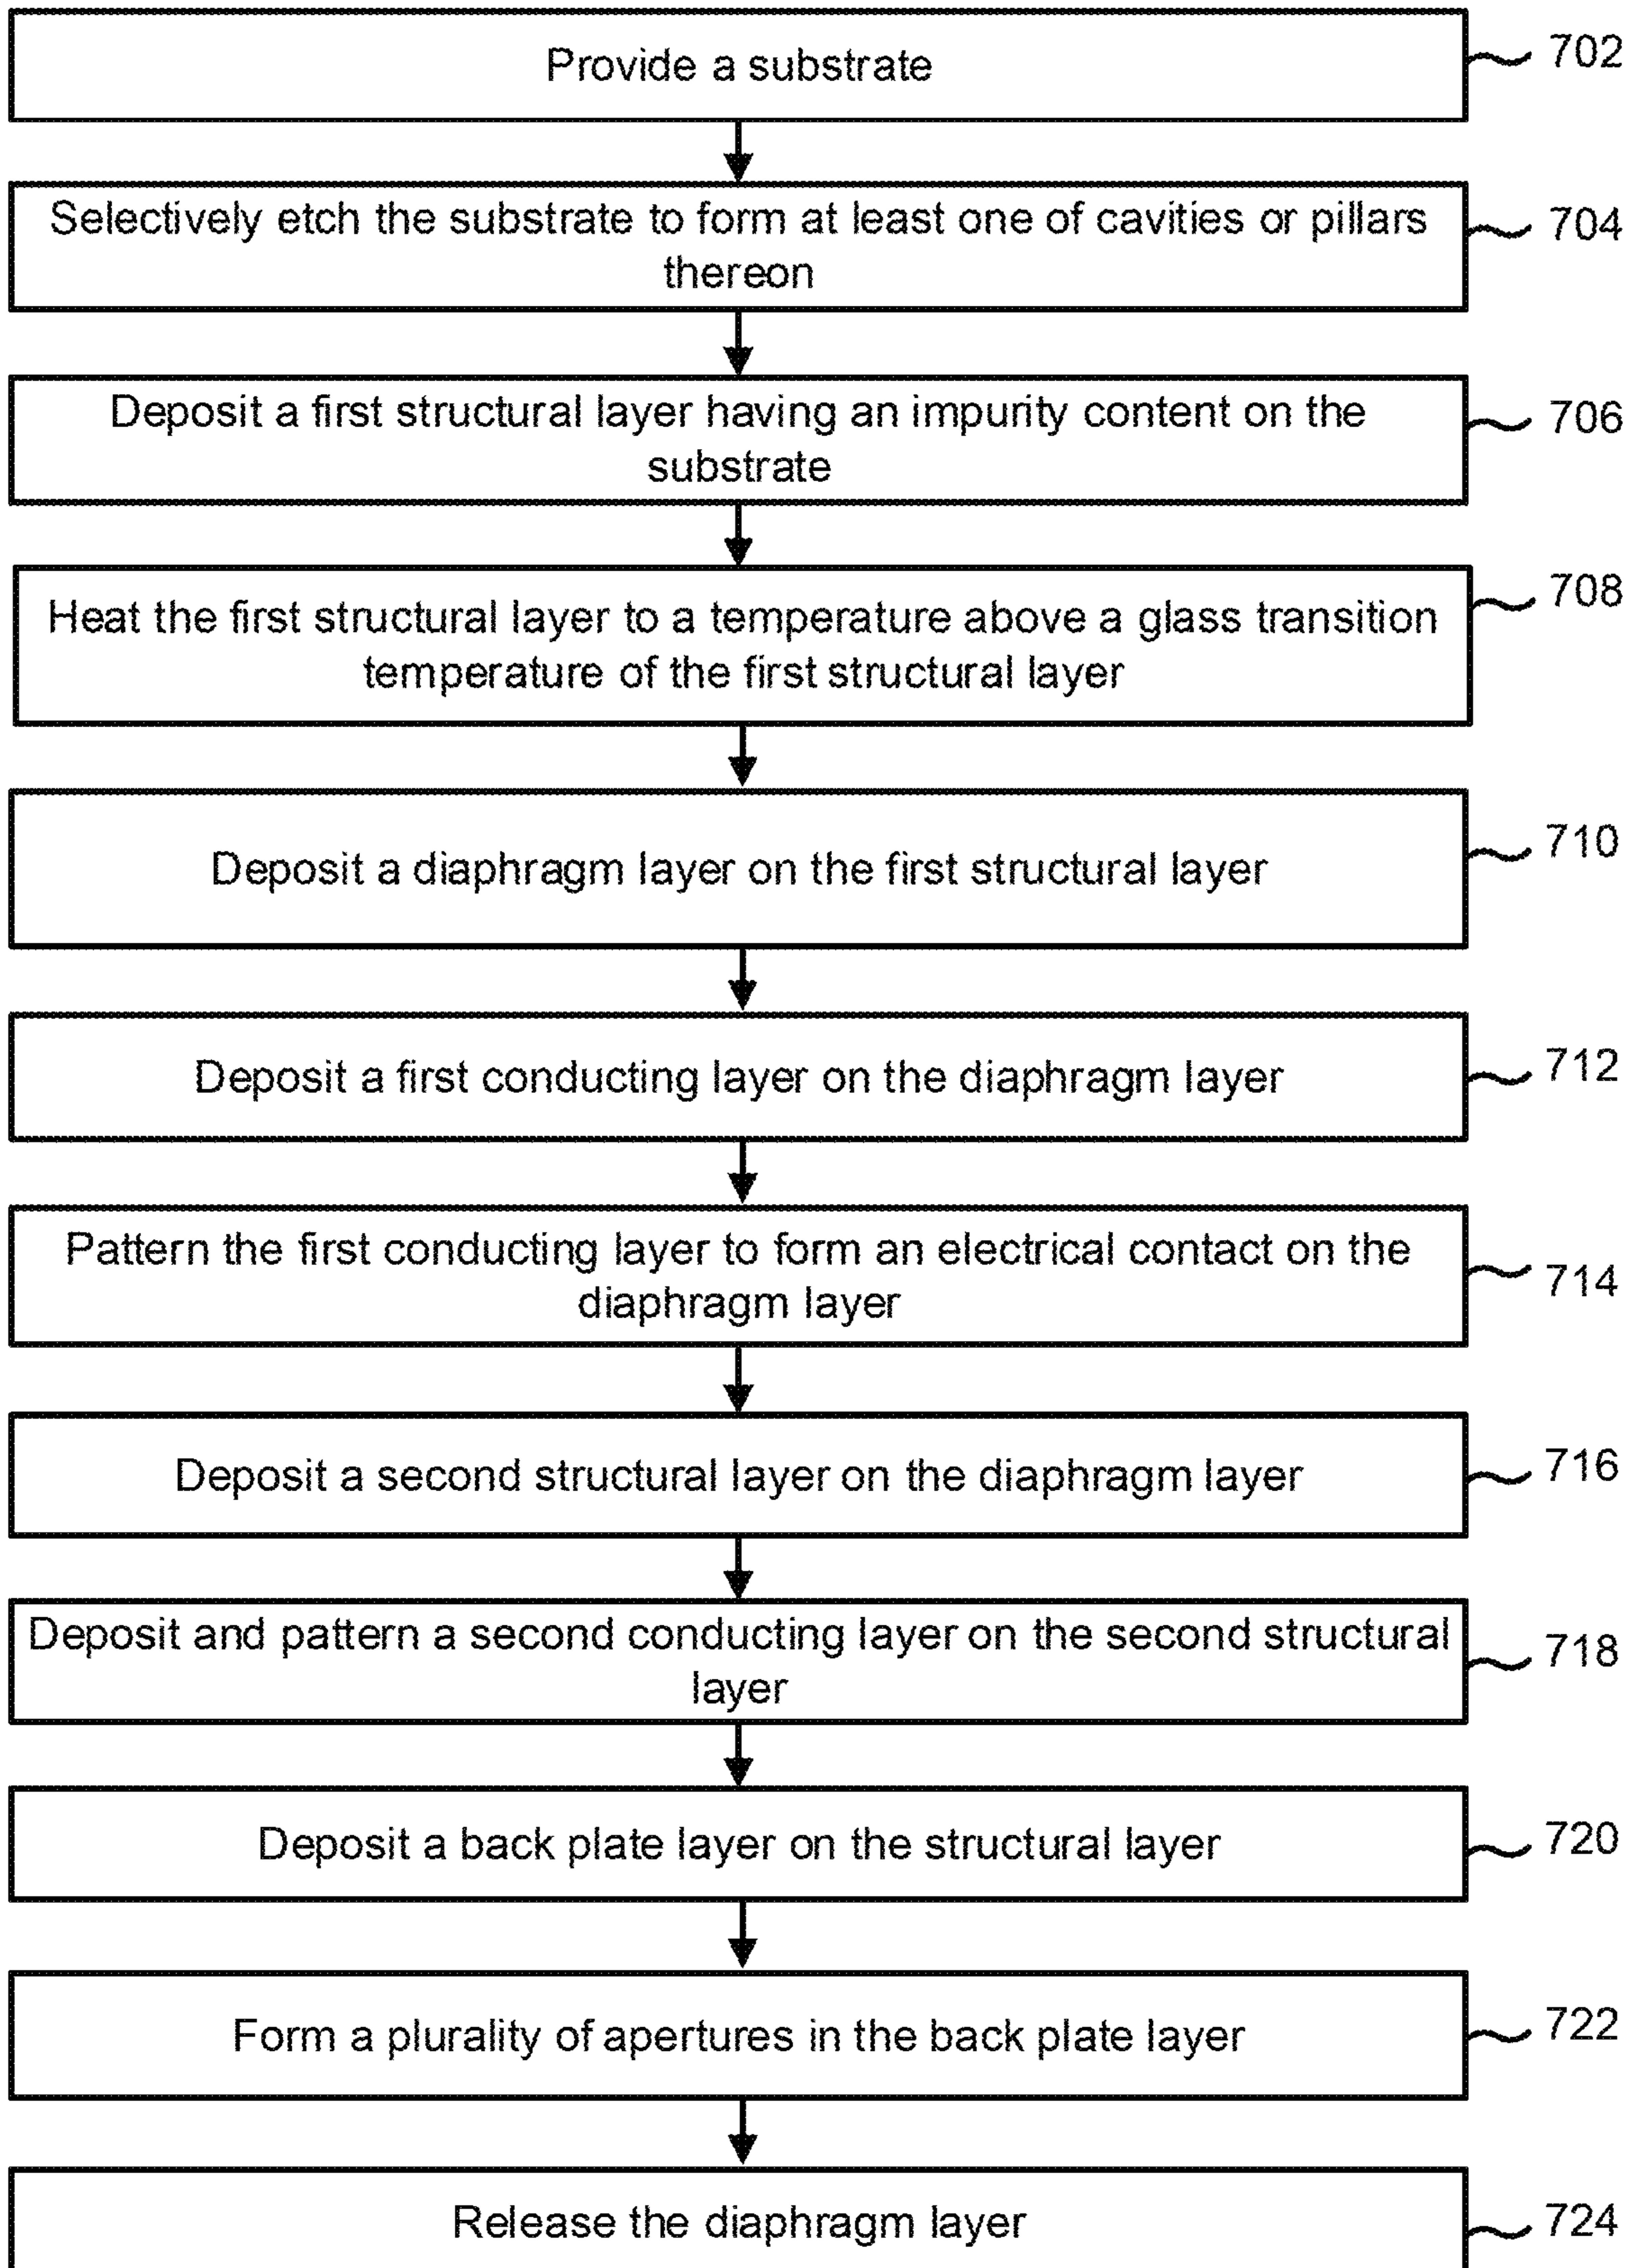 Provide a substrate
702
Selectively etch the substrate to form at least one of cavities or pillars
thereon
704
Deposit a first structural layer having an impurity content on the
substrate
706
Heat the first structural layer to a temperature above a glass transition
temperature of the first structural layer
708
Deposit a diaphragm layer on the first structural layer
710
Deposit a first conducting layer on the diaphragm layer
712
Pattern the first conducting layer to form an electrical contact on the
diaphragm layer
714
Deposit a second structural layer on the diaphragm layer
716
Deposit and pattern a second conducting layer on the second structural
layer
718
Deposit a back plate layer on the structural layer
720
Form a plurality of apertures in the back plate layer
722
Release the diaphragm layer
724